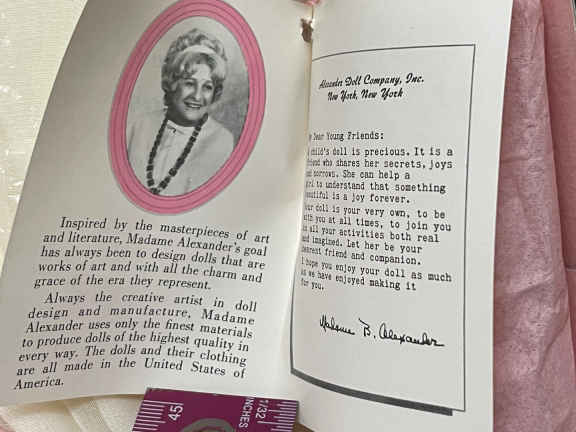 Inspired by the masterpieces of art
and literature, Madame Alexander's goal
has always been to design dolls that are
works of art and with all the charm and
grace of the era they represent.
Always the creative artist in doll
design and manufacture, Madame
Alexander uses only the finest materials
to produce dolls of the highest quality in
every way. The dolls and their clothing
are all made in the United States of
America.
Alexander Doll Company, Inc.
New York, New York
Dear Young Friends:
child's doll is precious. It is a
friend who shares her secrets, joys
and sorrows. She can help a
girl to understand that something
beautiful is a joy forever.
our doll is your very own, to be
with you at all times, to join you
in all your activities both real
and imagined. Let her be your
dearest friend and companion.
I hope you enjoy your doll as much
as we have enjoyed making it
for you.
Madame B. Alexander
45
INCHES
1/32